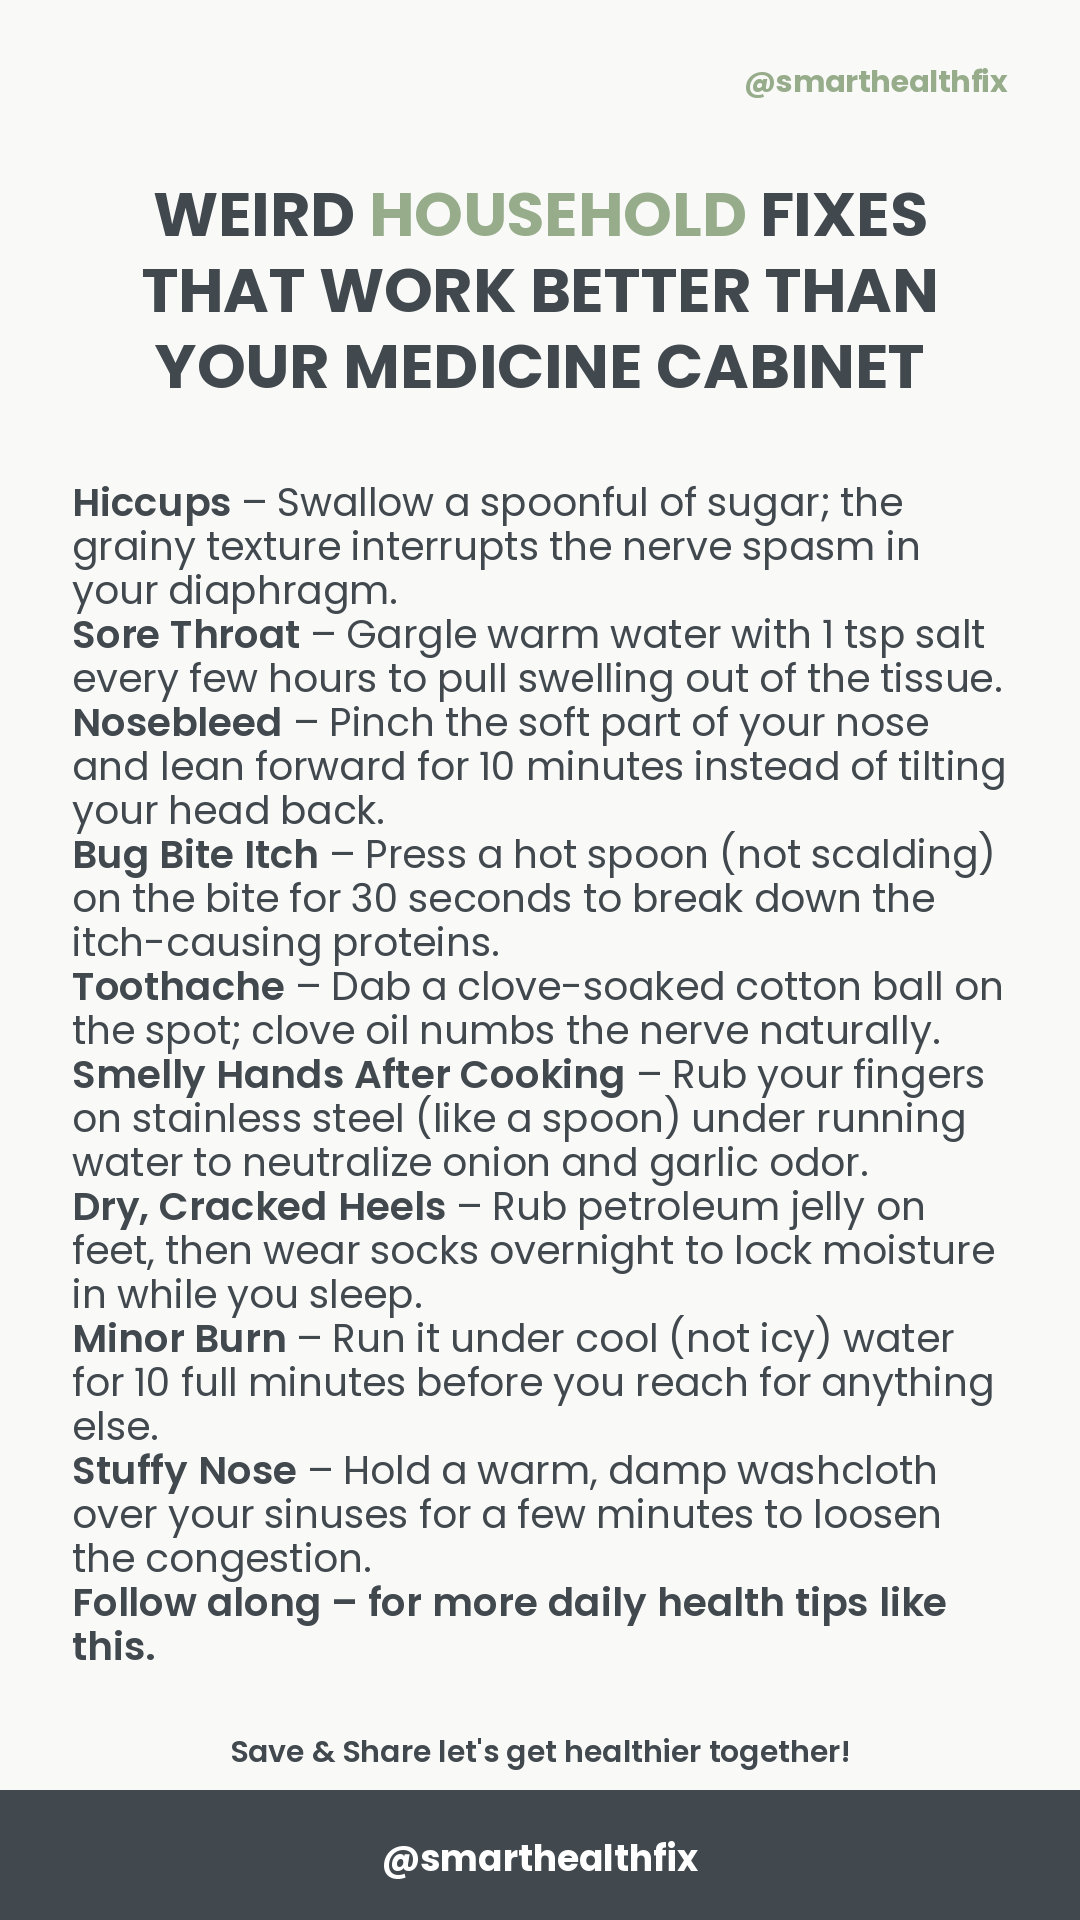 @smarthealthfix
WEIRD HOUSEHOLD FIXES
THAT WORK BETTER THAN
YOUR MEDICINE CABINET
Hiccups – Swallow a spoonful of sugar; the
grainy texture interrupts the nerve spasm in
your diaphragm.
Sore Throat – Gargle warm water with 1 tsp salt
every few hours to pull swelling out of the tissue.
Nosebleed – Pinch the soft part of your nose
and lean forward for 10 minutes instead of tilting
your head back.
Bug Bite Itch – Press a hot spoon (not scalding)
on the bite for 30 seconds to break down the
itch-causing proteins.
Toothache – Dab a clove-soaked cotton ball on
the spot; clove oil numbs the nerve naturally.
Smelly Hands After Cooking – Rub your fingers
on stainless steel (like a spoon) under running
water to neutralize onion and garlic odor.
Dry, Cracked Heels – Rub petroleum jelly on
feet, then wear socks overnight to lock moisture
in while you sleep.
Minor Burn – Run it under cool (not icy) water
for 10 full minutes before you reach for anything
else.
Stuffy Nose – Hold a warm, damp washcloth
over your sinuses for a few minutes to loosen
the congestion.
Follow along – for more daily health tips like
this.
Save & Share let's get healthier together!
@smarthealthfix